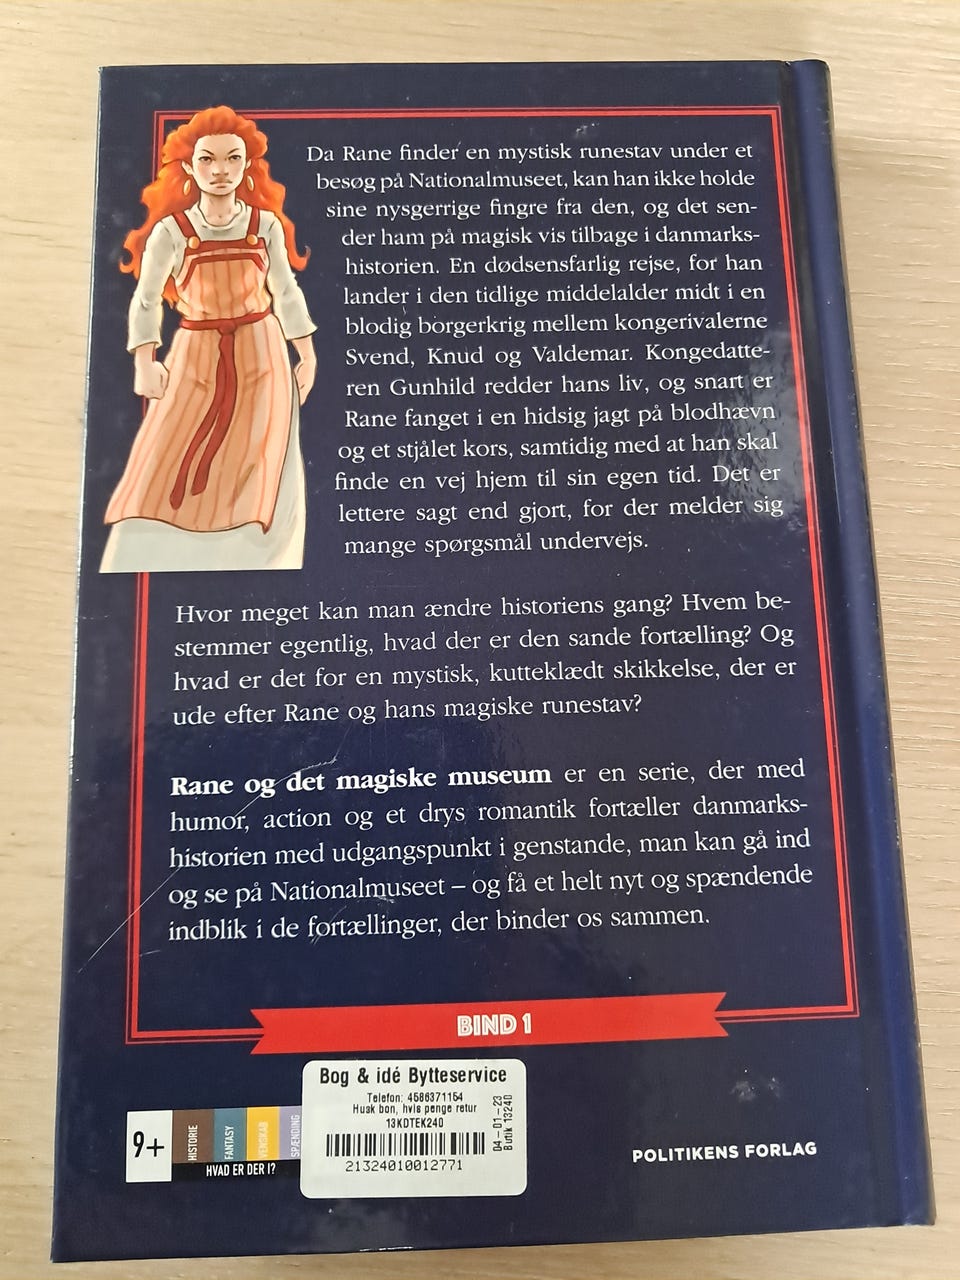 Da Rane finder en mystisk runestav under et
besøg på Nationalmuseet, kan han ikke holde
sine nysgerrige fingre fra den, og det sen-
der ham på magisk vis tilbage i danmarks-
historien. En dødsensfarlig rejse, for han
lander i den tidlige middelalder midt i en
blodig borgerkrig mellem kongerivalerne
Svend, Knud og Valdemar. Kongedatte-
ren Gunhild redder hans liv, og snart er
Rane fanget i en hidsig jagt på blodhævn
og et stjålet kors, samtidig med at han skal
finde en vej hjem til sin egen tid. Det er
lettere sagt end gjort, for der melder sig
mange spørgsmål undervejs.
Hvor meget kan man ændre historiens gang? Hvem be-
stemmer egentlig, hvad der er den sande fortælling? Og
hvad er det for en mystisk, kutteklædt skikkelse, der er
ude efter Rane og hans magiske runestav?
Rane og det magiske museum er en serie, der med
humor, action og et drys romantik fortæller danmarks-
historien med udgangspunkt i genstande, man kan gå ind
og se på Nationalmuseet – og få et helt nyt og spændende
indblik i de fortællinger, der binder os sammen.
BIND 1
9+
HISTORIE
FANTASY
VENSKAB
SPÆNDING
HVAD ER DER I?
Bog & idé Bytteservice
Telefon: 4586371154
Husk bon, hvis penge retur
13KDTEK240
21324010012771
04-01-23
Butik 13240
POLITIKENS FORLAG